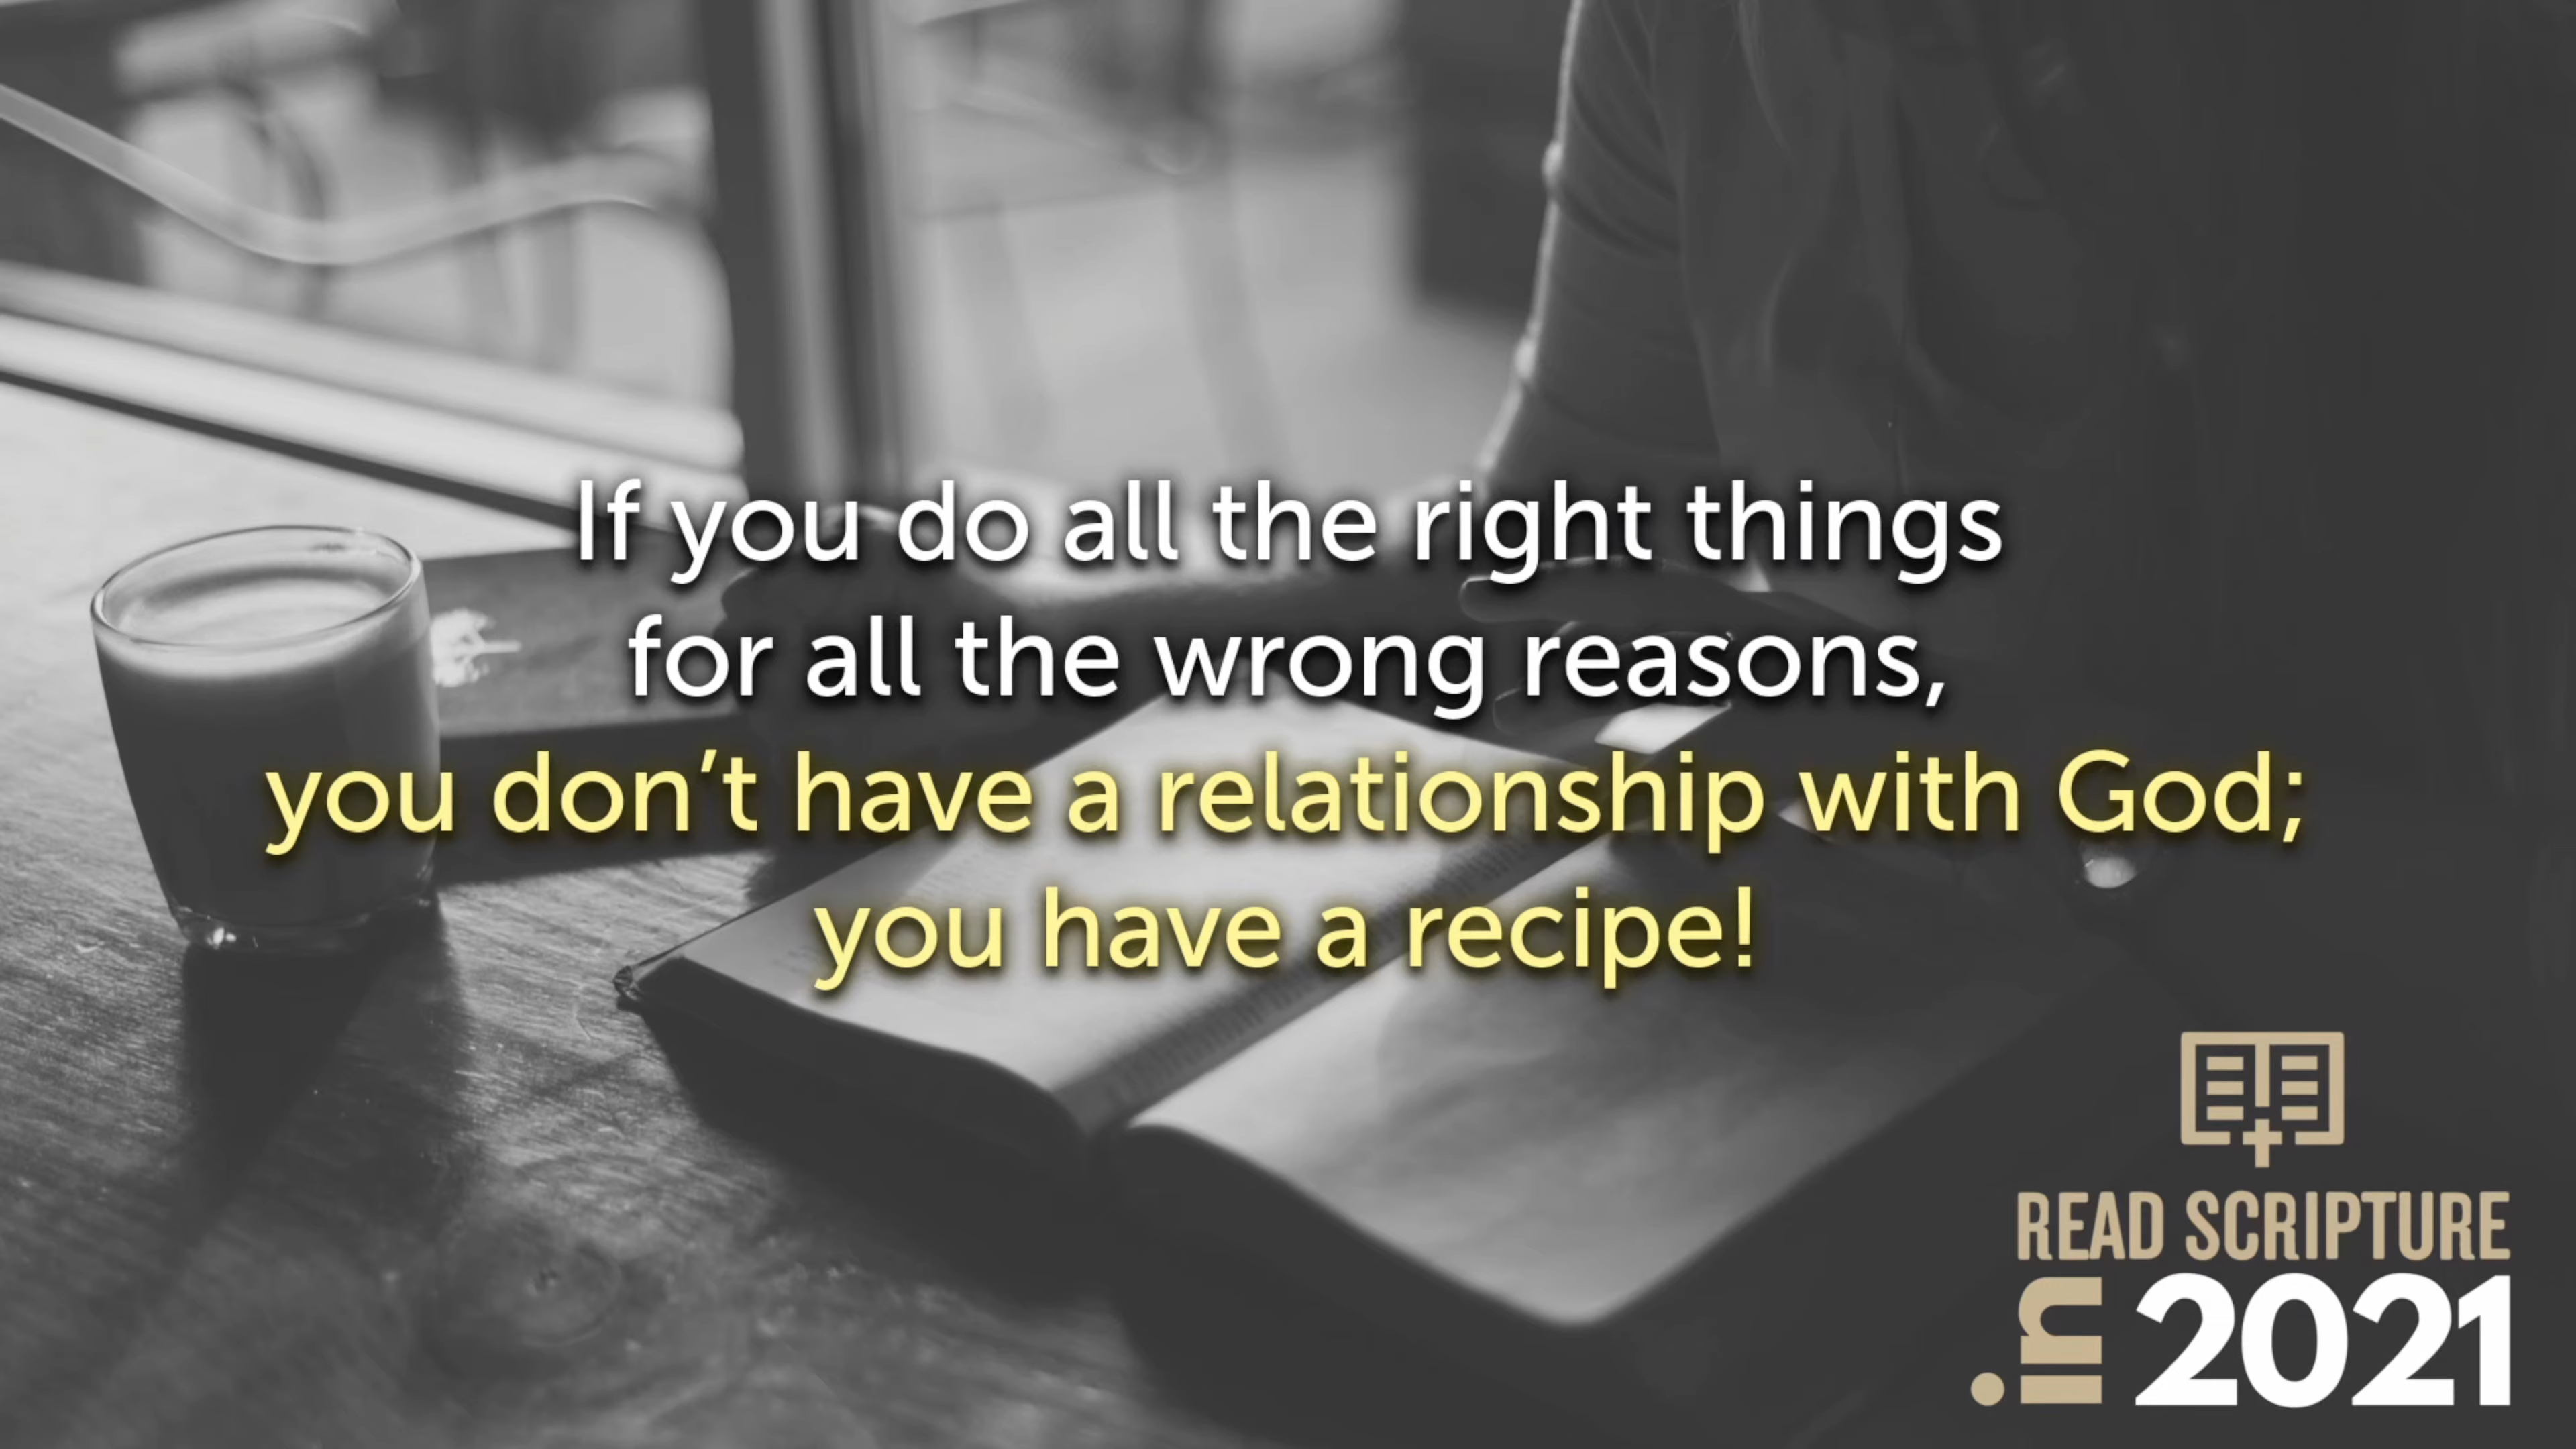 If you do all the right things
for all the wrong reasons,
you don’t have a relationship with God;
you have a recipe!
READ SCRIPTURE
in 2021